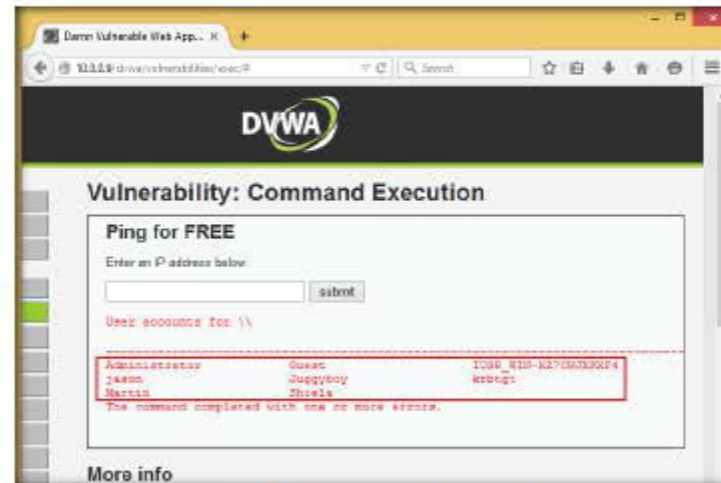 Damn Vulnerable Web App...
Search
DVWA
Vulnerability: Command Execution
Ping for FREE
Enter an IP address below:
submit
User accounts for \\
Administrator Guest
jason Juggyboy krbtgt
Martin Shiela
The command completed with one or more errors.
More info